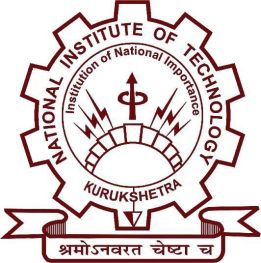 NATIONAL INSTITUTE OF TECHNOLOGY
Institution of National Importance
KURUKSHETRA
श्रमोऽनवरत चेष्टा च